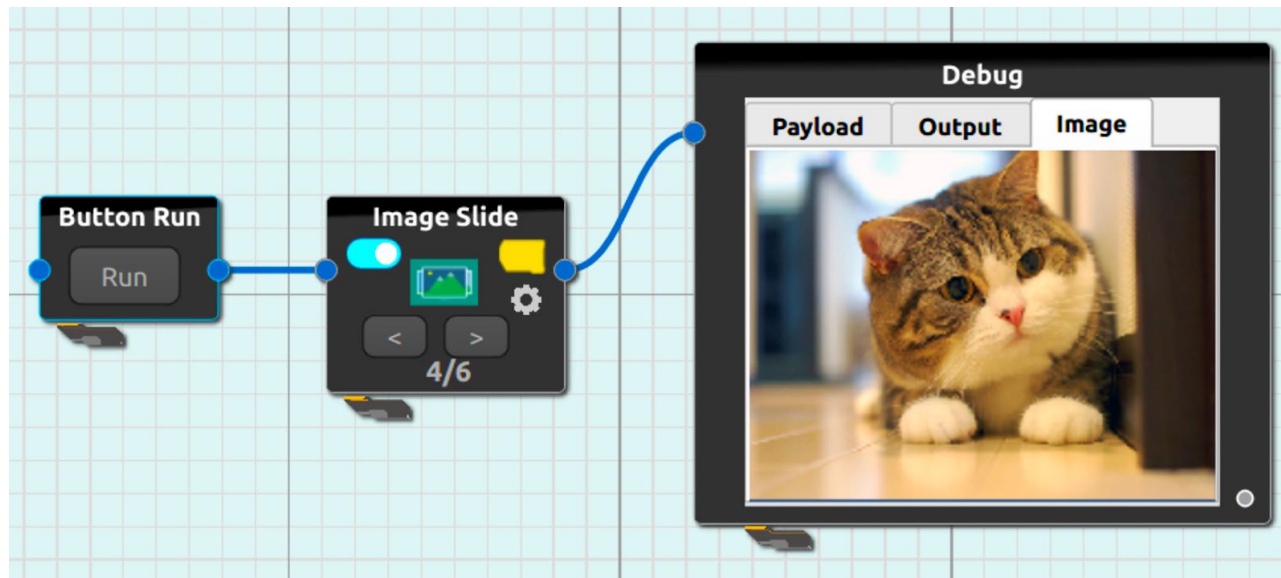 Button Run
Run
Image Slide
<
>
4/6
Debug
Payload
Output
Image